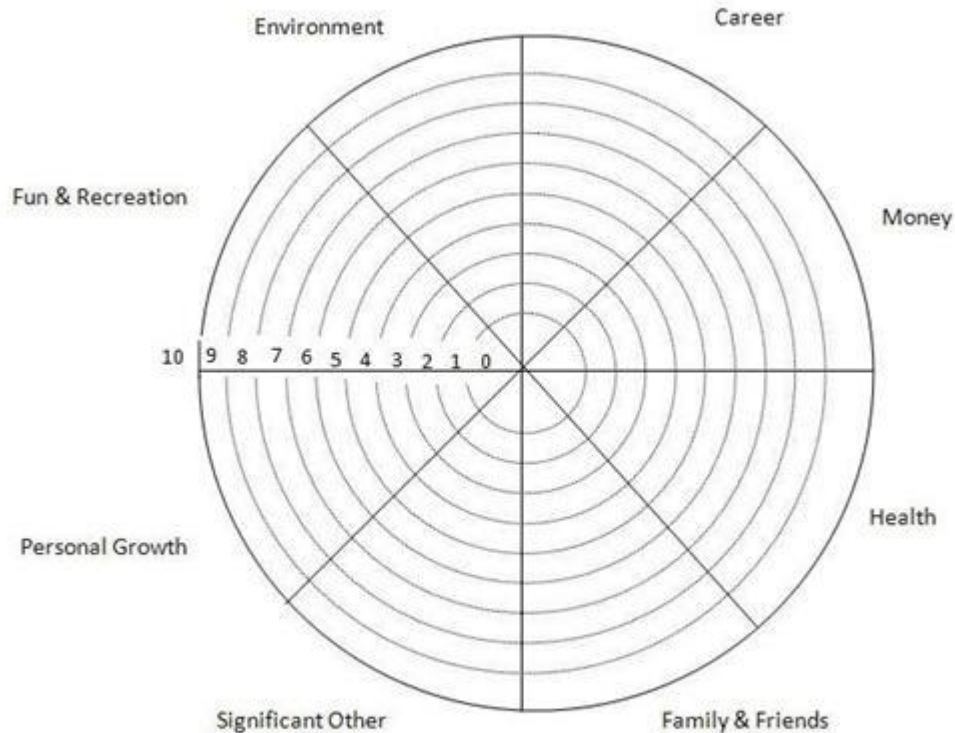 Career
Environment
Fun & Recreation
Money
10 9 8 7 6 5 4 3 2 1 0
Health
Personal Growth
Significant Other
Family & Friends